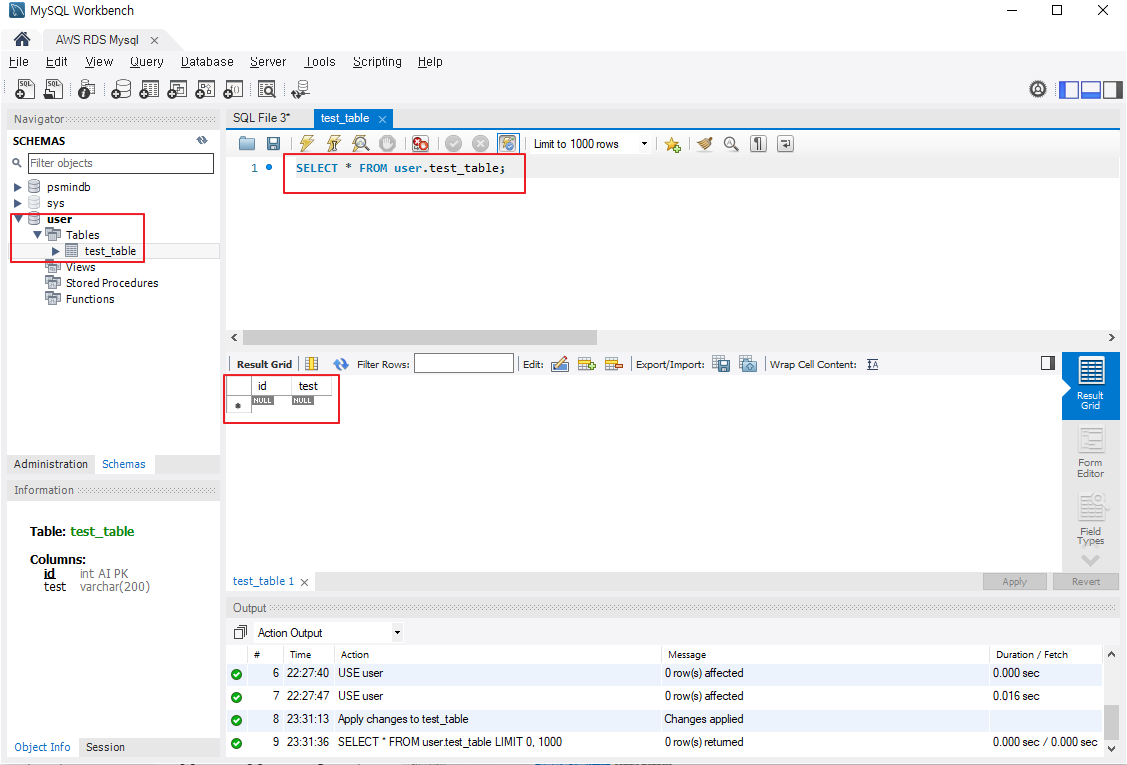 MySQL Workbench
AWS RDS Mysql
File Edit View Query Database Server Tools Scripting Help
Navigator
SCHEMAS
Filter objects
psmindb
sys
user
Tables
test_table
Views
Stored Procedures
Functions
Administration Schemas
Information
Table: test_table
Columns:
id int AI PK
test varchar(200)
Object Info Session
SQL File 3* test_table
Limit to 1000 rows
1 SELECT * FROM user.test_table;
Result Grid Filter Rows: Edit: Export/Import: Wrap Cell Content:
id test
NULL NULL
Result Grid
Form Editor
Field Types
test_table 1 Apply Revert
Output
Action Output
# Time Action Message Duration / Fetch
6 22:27:40 USE user 0 row(s) affected 0.000 sec
7 22:27:47 USE user 0 row(s) affected 0.016 sec
8 23:31:13 Apply changes to test_table Changes applied
9 23:31:36 SELECT * FROM user.test_table LIMIT 0, 1000 0 row(s) returned 0.000 sec / 0.000 sec